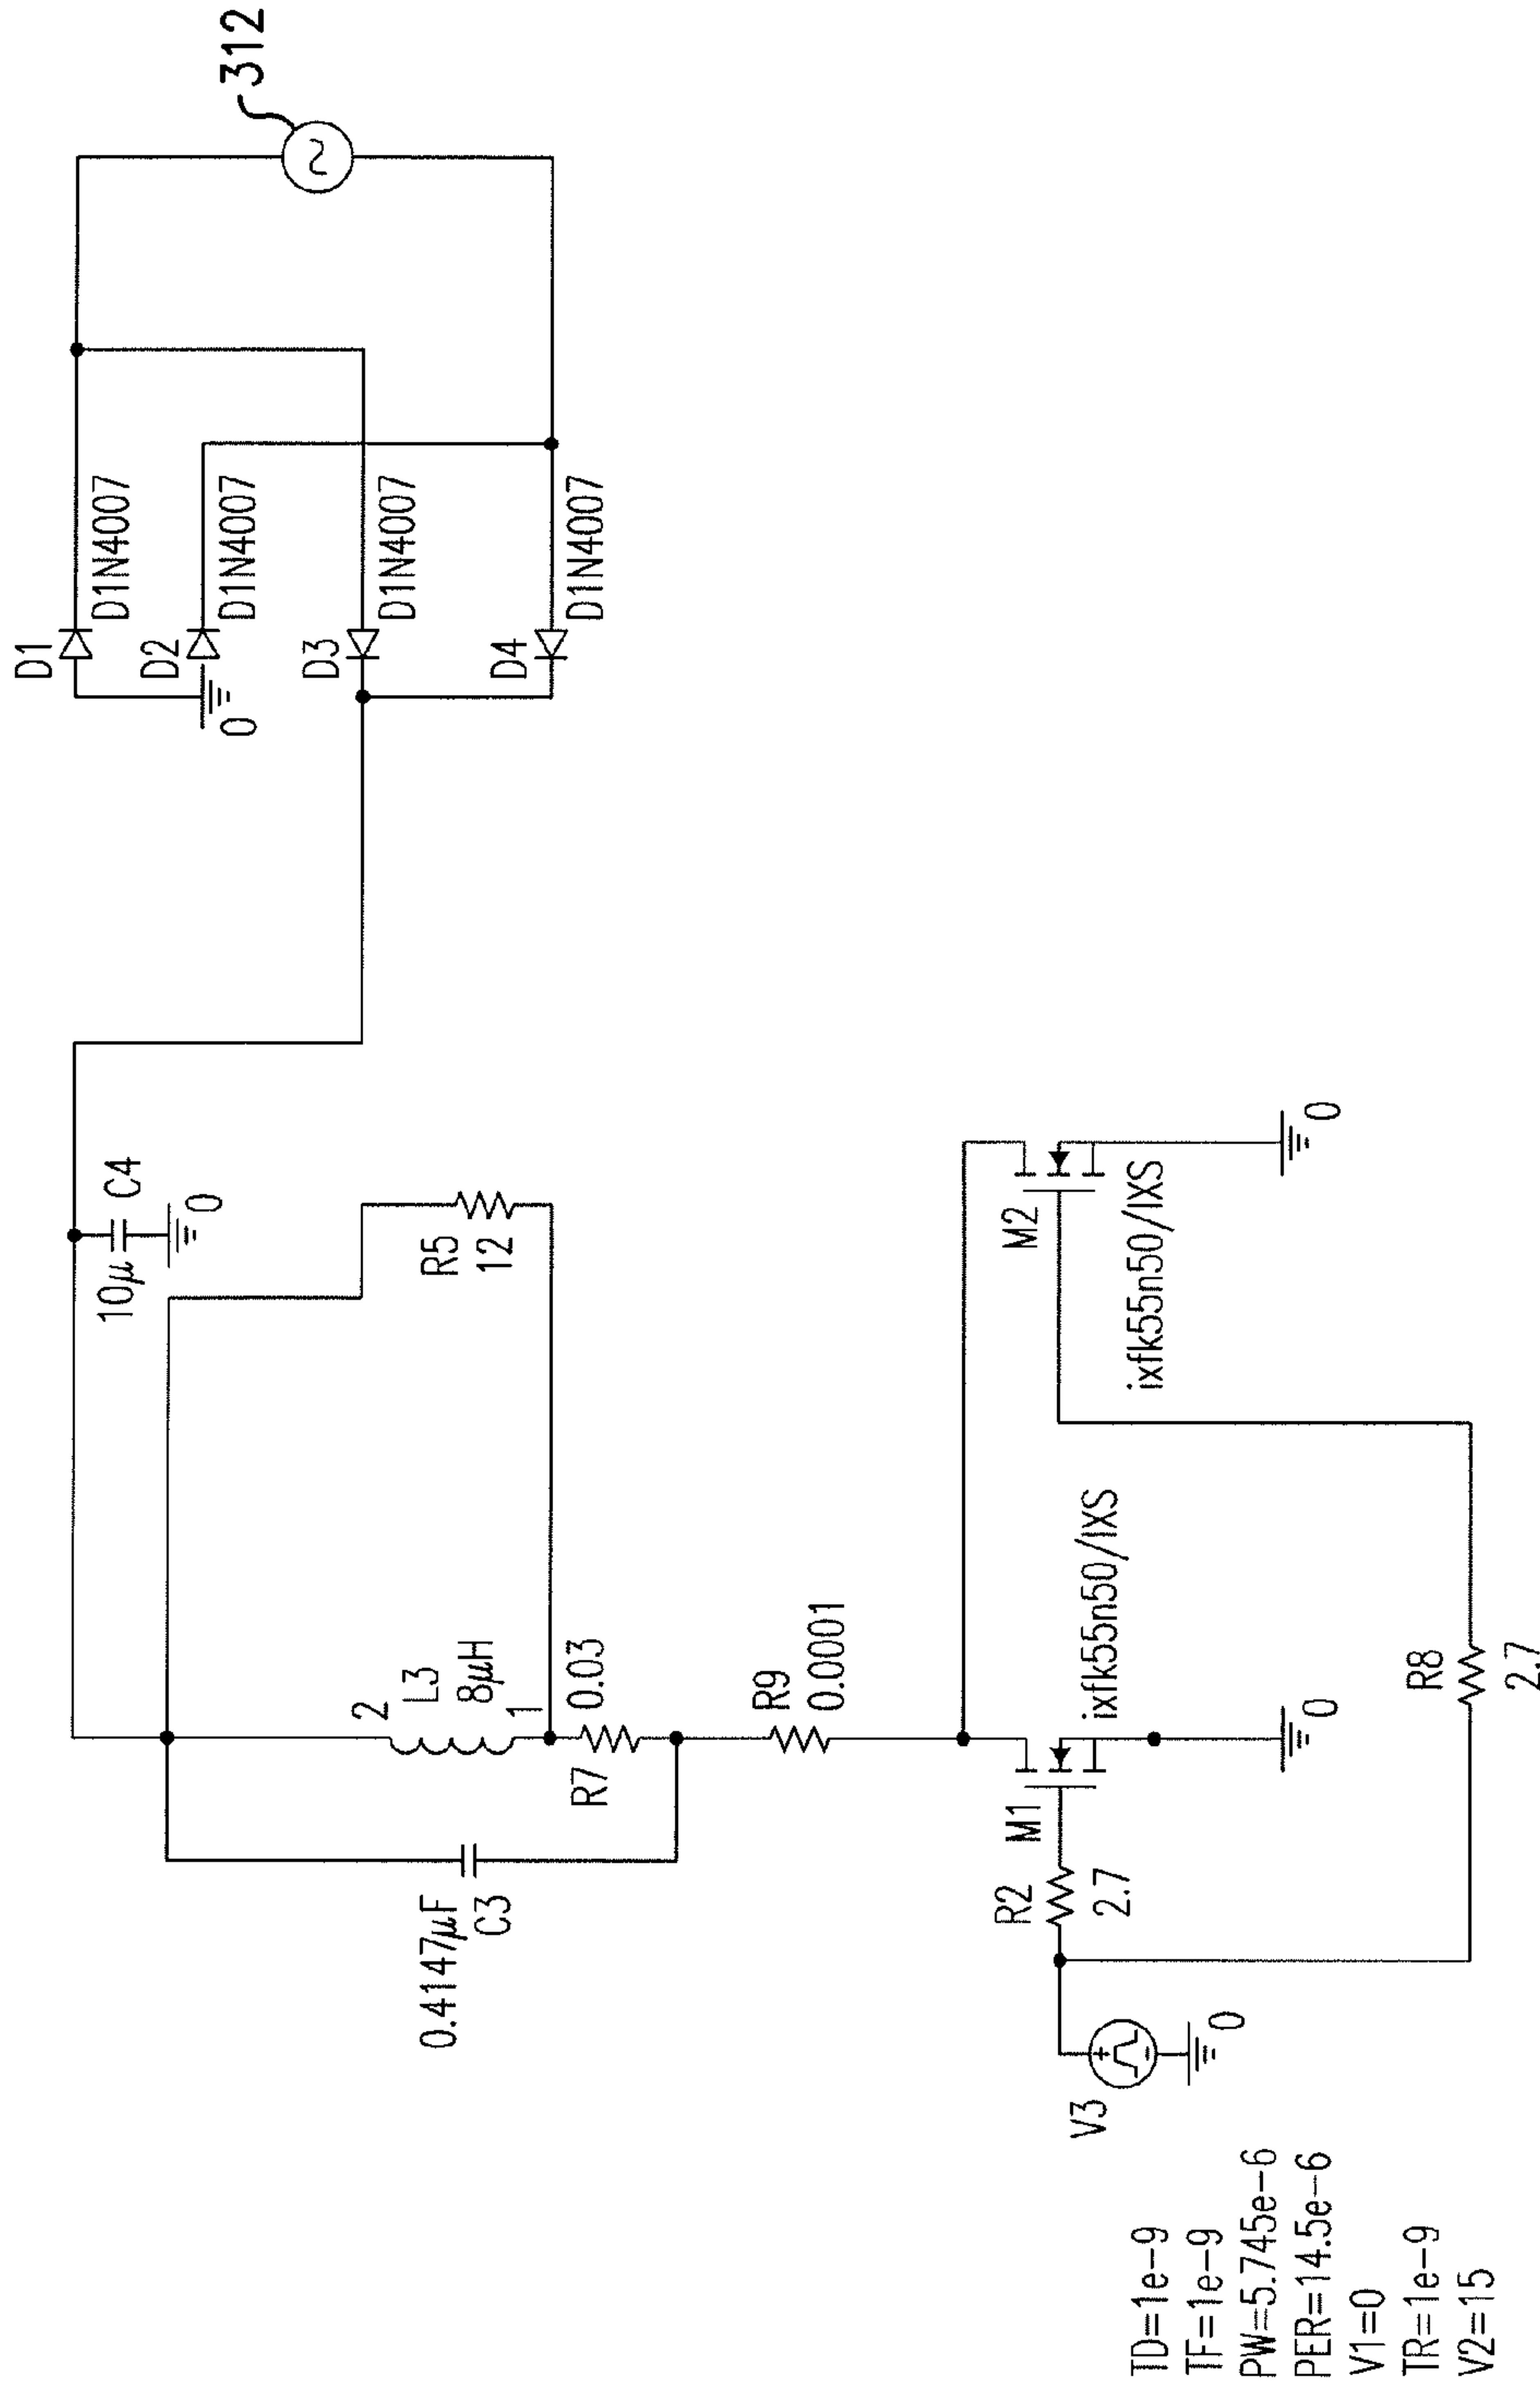 312
D1
D1N4007
D2
D1N4007
0
D3
D1N4007
D4
D1N4007
10μ
C4
0
R5
12
2
L3
8μH
1
0.4147μF
C3
R7
0.03
R9
0.0001
M1
ixfk55n50/IXS
0
M2
ixfk55n50/IXS
0
R2
2.7
R8
2.7
V3
+
0
TD=1e-9
TF=1e-9
PW=5.745e-6
PER=14.5e-6
V1=0
TR=1e-9
V2=15